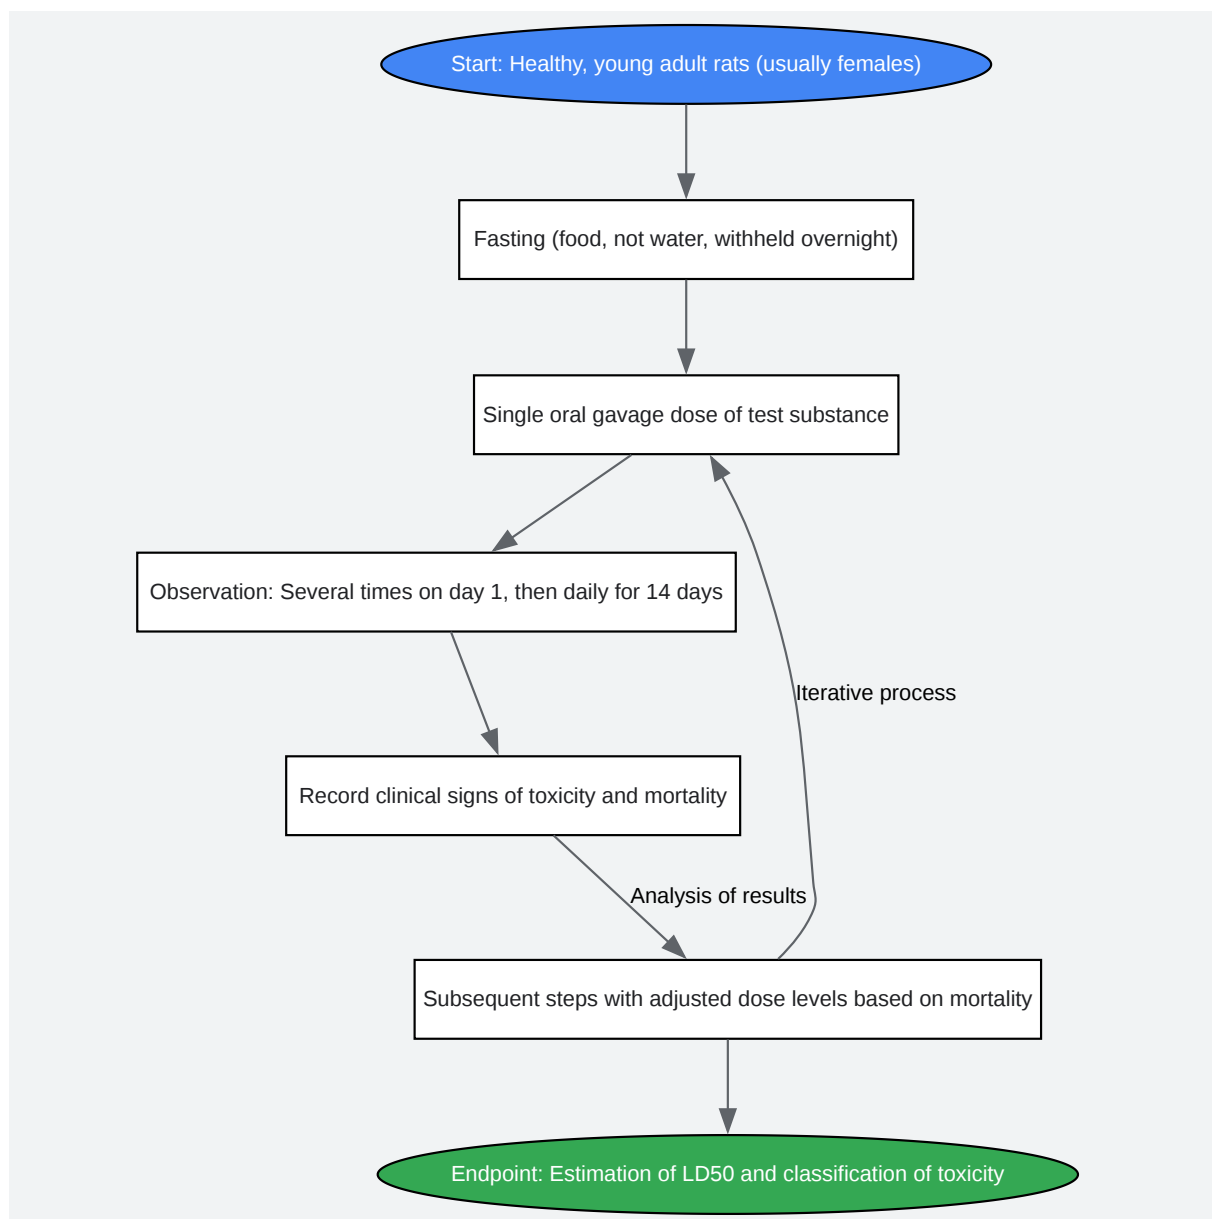 Start: Healthy, young adult rats (usually females)
Fasting (food, not water, withheld overnight)
Single oral gavage dose of test substance
Observation: Several times on day 1, then daily for 14 days
Iterative process
Record clinical signs of toxicity and mortality
Analysis of results
Subsequent steps with adjusted dose levels based on mortality
Endpoint: Estimation of LD50 and classification of toxicity